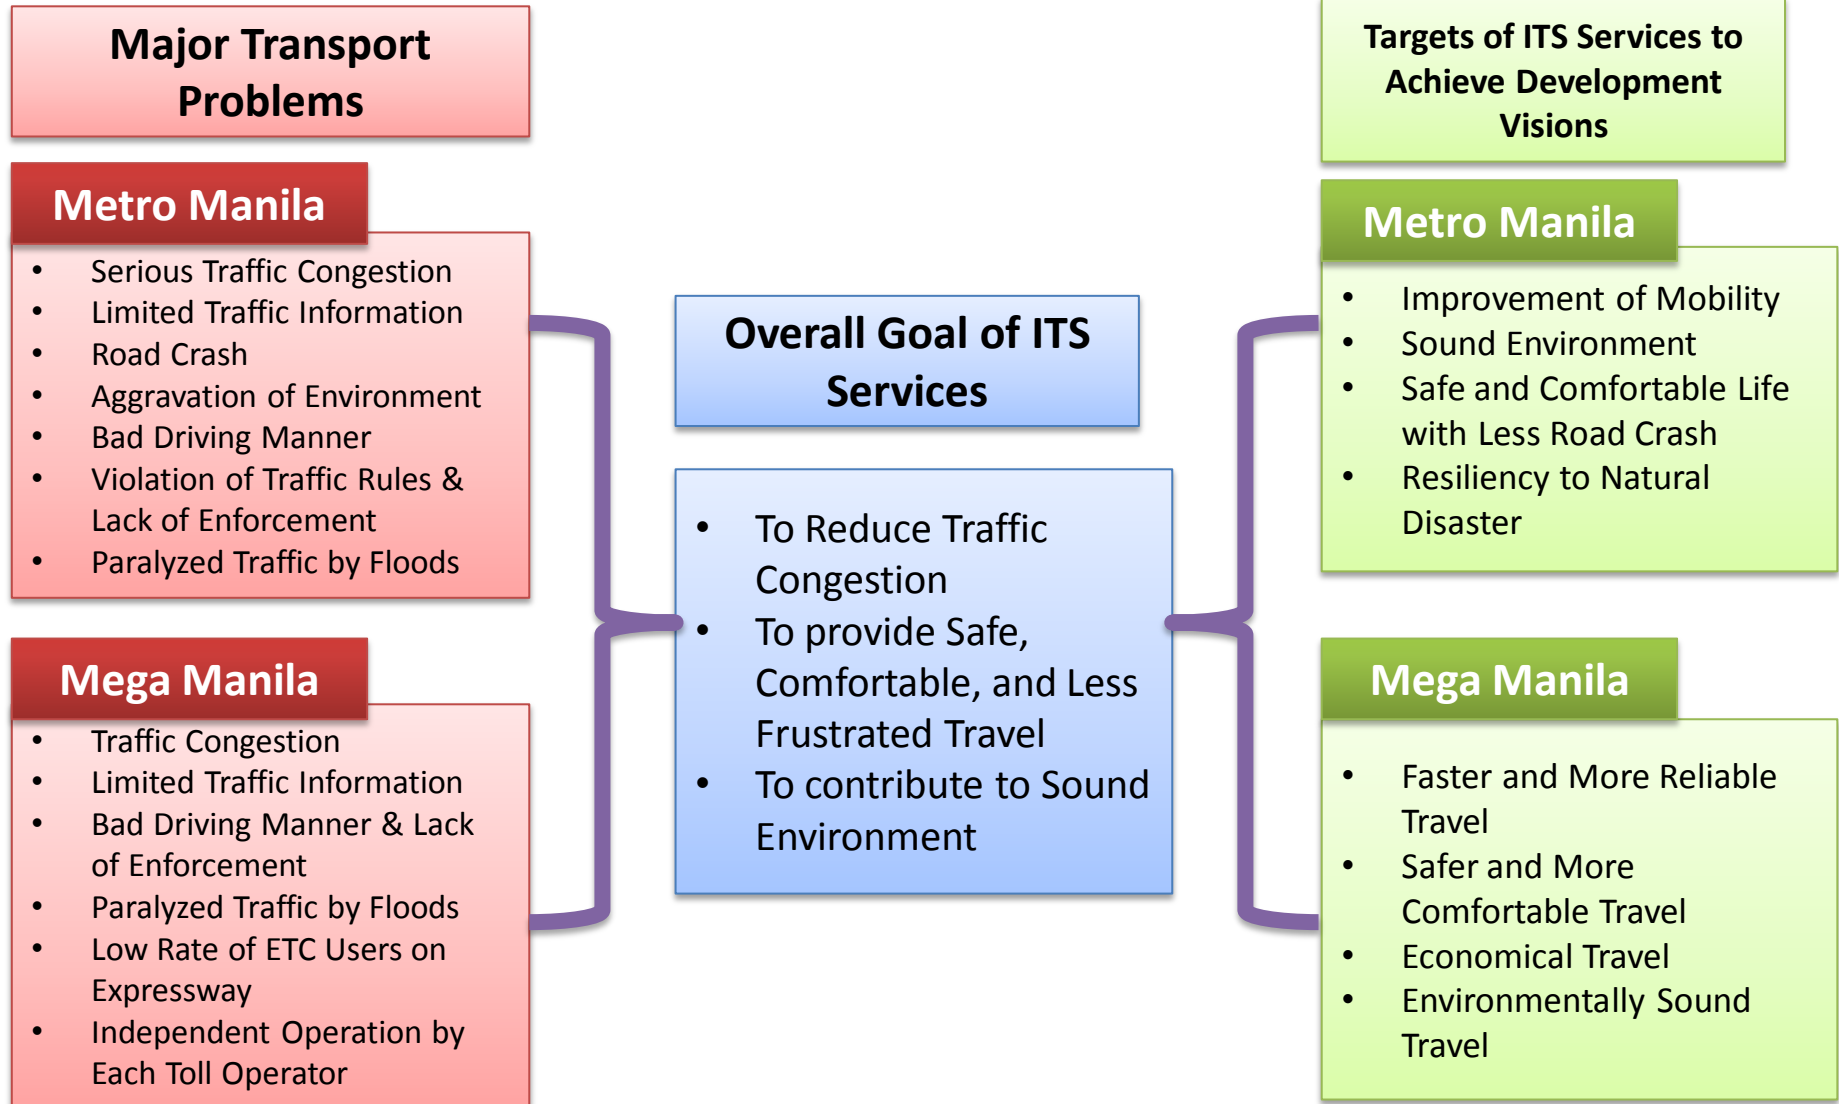 Major Transport
Problems
Metro Manila
• Serious Traffic Congestion
• Limited Traffic Information
• Road Crash
• Aggravation of Environment
• Bad Driving Manner
• Violation of Traffic Rules &
Lack of Enforcement
• Paralyzed Traffic by Floods
Mega Manila
• Traffic Congestion
• Limited Traffic Information
• Bad Driving Manner & Lack
of Enforcement
• Paralyzed Traffic by Floods
• Low Rate of ETC Users on
Expressway
• Independent Operation by
Each Toll Operator
Overall Goal of ITS
Services
• To Reduce Traffic
Congestion
• To provide Safe,
Comfortable, and Less
Frustrated Travel
• To contribute to Sound
Environment
Targets of ITS Services to
Achieve Development
Visions
Metro Manila
• Improvement of Mobility
• Sound Environment
• Safe and Comfortable Life
with Less Road Crash
• Resiliency to Natural
Disaster
Mega Manila
• Faster and More Reliable
Travel
• Safer and More
Comfortable Travel
• Economical Travel
• Environmentally Sound
Travel